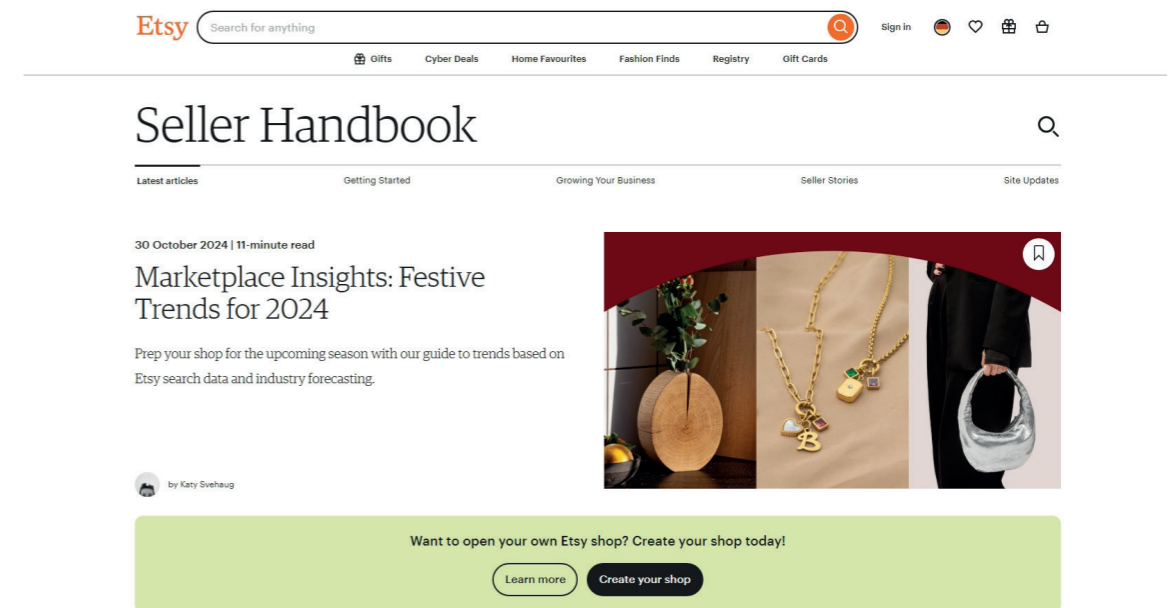 Etsy
Search for anything
Sign in
Gifts
Cyber Deals
Home Favourites
Fashion Finds
Registry
Gift Cards
Seller Handbook
Latest articles
Getting Started
Growing Your Business
Seller Stories
Site Updates
30 October 2024 | 11-minute read
Marketplace Insights: Festive
Trends for 2024
Prep your shop for the upcoming season with our guide to trends based on
Etsy search data and industry forecasting.
B
by Katy Svehaug
Want to open your own Etsy shop? Create your shop today!
Learn more
Create your shop